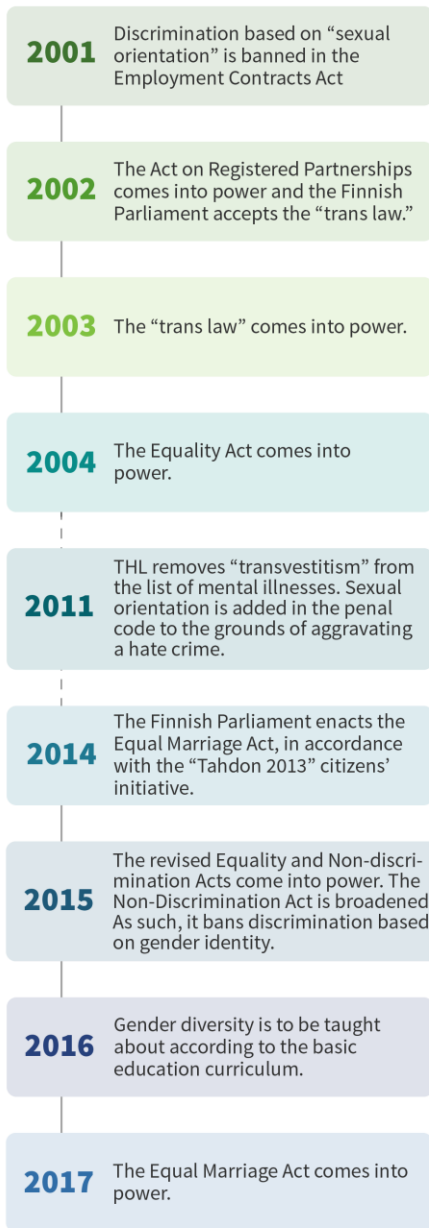 2001
Discrimination based on “sexual
orientation” is banned in the
Employment Contracts Act
2002
The Act on Registered Partnerships
comes into power and the Finnish
Parliament accepts the “trans law.”
2003
The “trans law” comes into power.
2004
The Equality Act comes into
power.
2011
THL removes “transvestitism” from
the list of mental illnesses. Sexual
orientation is added in the penal
code to the grounds of aggravating
a hate crime.
2014
The Finnish Parliament enacts the
Equal Marriage Act, in accordance
with the “Tahdon 2013” citizens’
initiative.
2015
The revised Equality and Non-discri-
mination Acts come into power. The
Non-Discrimination Act is broadened
As such, it bans discrimination based
on gender identity.
2016
Gender diversity is to be taught
about according to the basic
education curriculum.
2017
The Equal Marriage Act comes into
power.